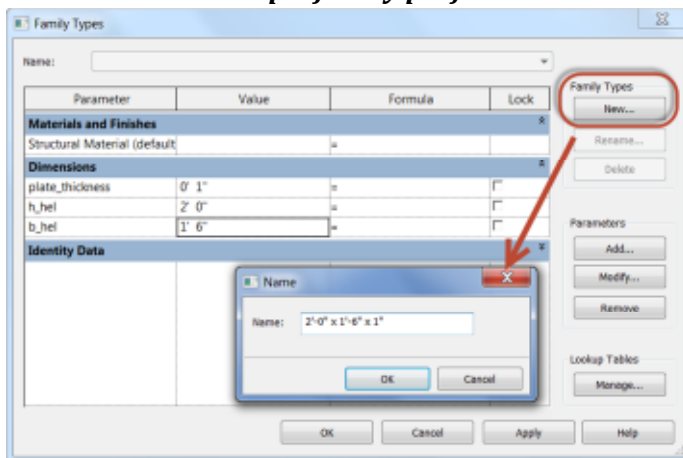 Family Types
Name:
Parameter Value Formula Lock
Materials and Finishes
Structural Material (default =
Dimensions
plate_thickness 0' 1" =
h_hel 2' 0" =
b_hel 1' 6" =
Identity Data
Family Types
New...
Rename...
Delete
Parameters
Add...
Modify...
Remove
Lookup Tables
Manage...
Name
Name: 2'-0" x 1'-6" x 1"
OK Cancel
OK Cancel Apply Help